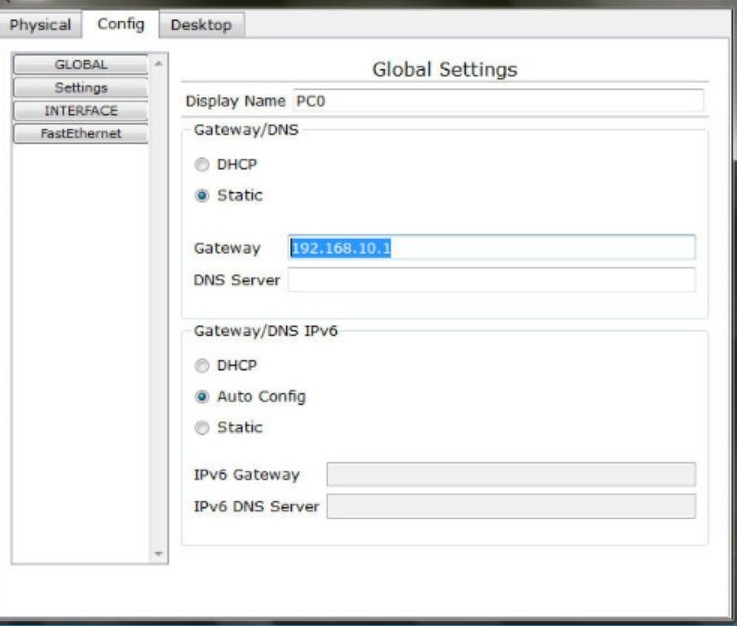 Physical Config Desktop
GLOBAL
Settings
INTERFACE
FastEthernet
Global Settings
Display Name PC0
Gateway/DNS
DHCP
Static
Gateway 192.168.10.1
DNS Server
Gateway/DNS IPv6
DHCP
Auto Config
Static
IPv6 Gateway
IPv6 DNS Server